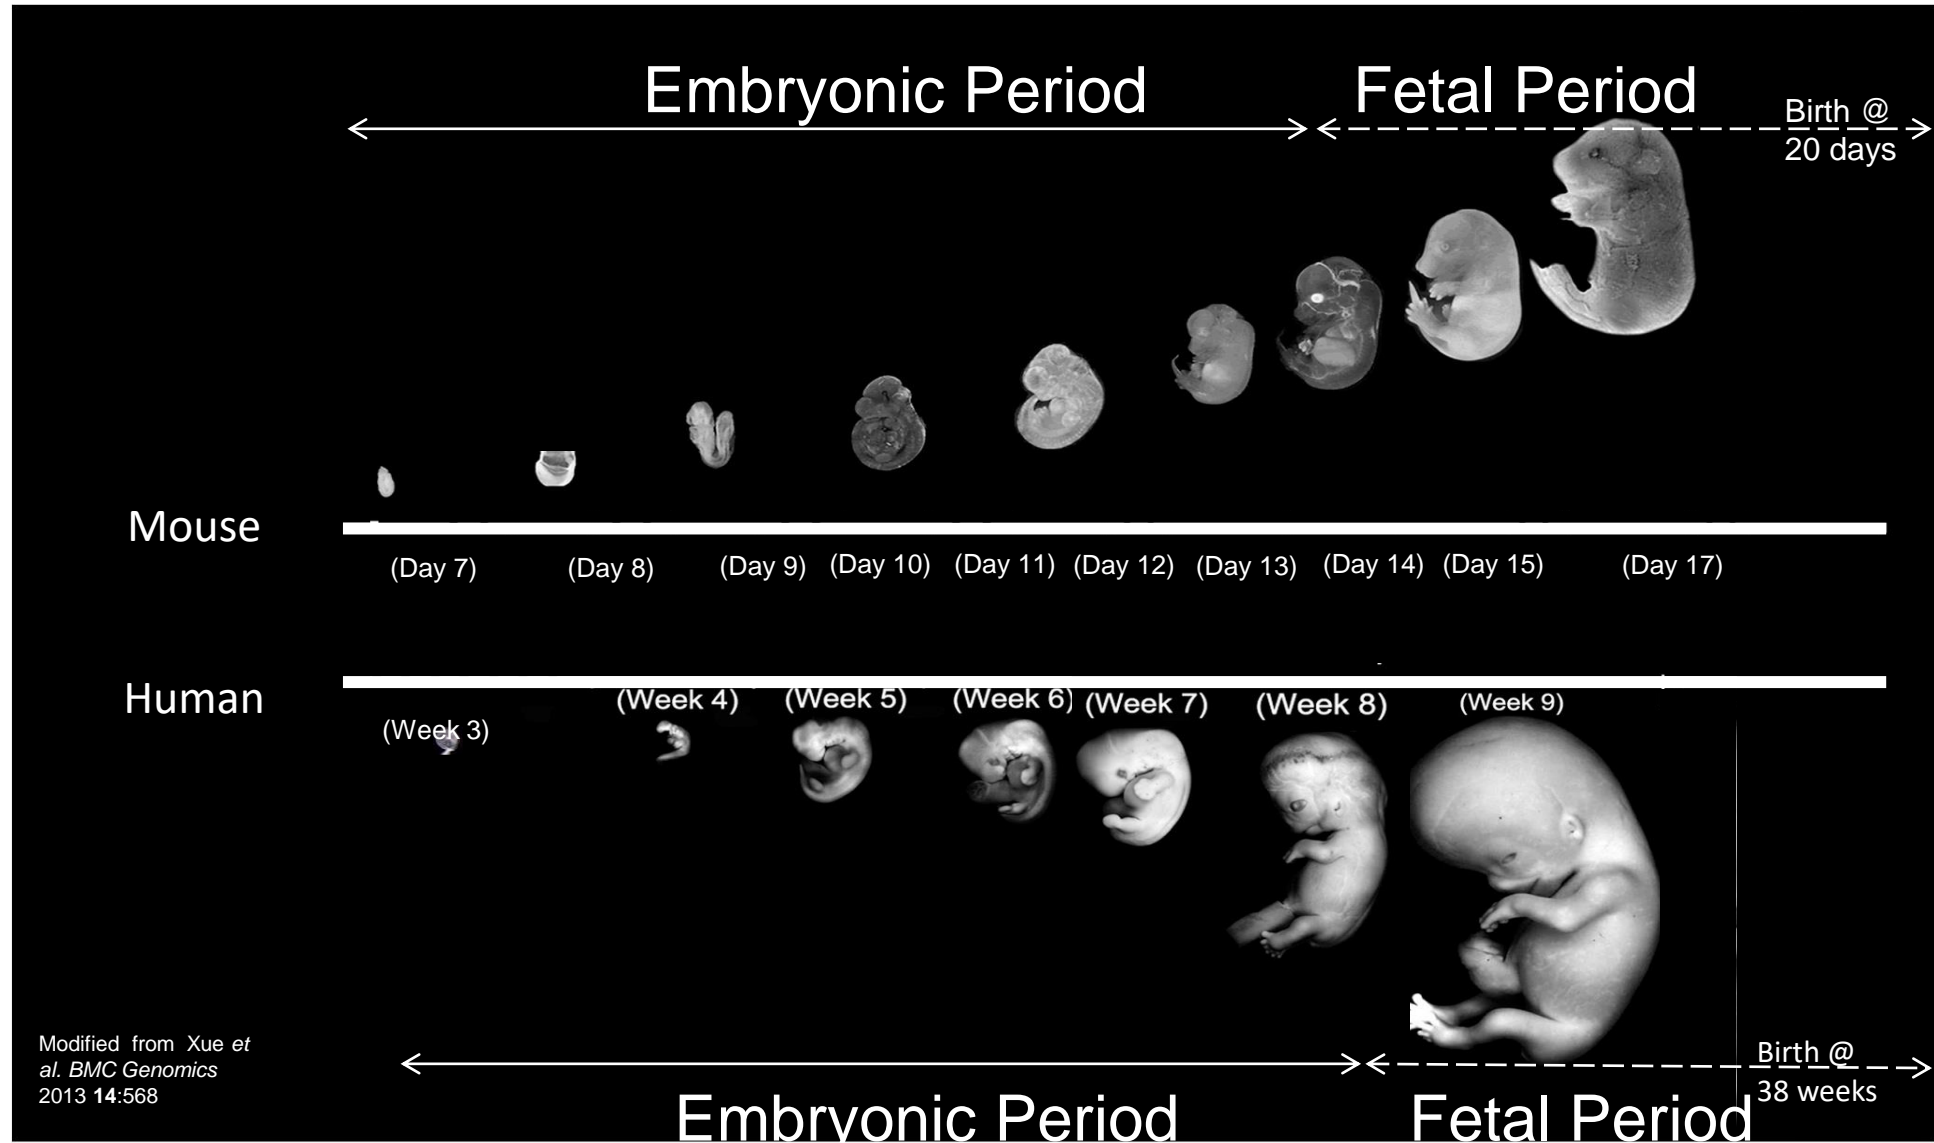 Embryonic Period
Fetal Period
Birth @
20 days
Mouse
(Day 7) (Day 8) (Day 9) (Day 10) (Day 11) (Day 12) (Day 13) (Day 14) (Day 15) (Day 17)
Human
(Week 3) (Week 4) (Week 5) (Week 6) (Week 7) (Week 8) (Week 9)
Modified from Xue et
al. BMC Genomics
2013 14:568
Birth @
38 weeks
Embryonic Period
Fetal Period